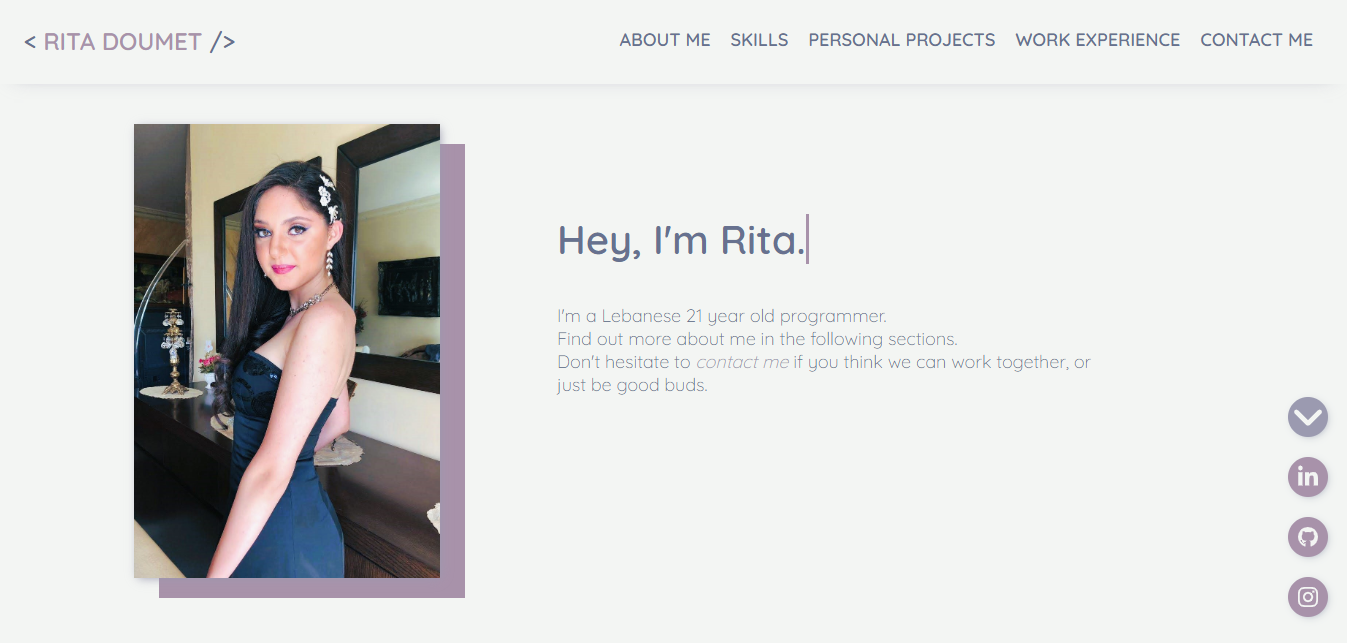 < RITA DOUMET />
ABOUT ME SKILLS PERSONAL PROJECTS WORK EXPERIENCE CONTACT ME
Hey, I'm Rita.
I'm a Lebanese 21 year old programmer.
Find out more about me in the following sections.
Don't hesitate to contact me if you think we can work together, or
just be good buds.
in